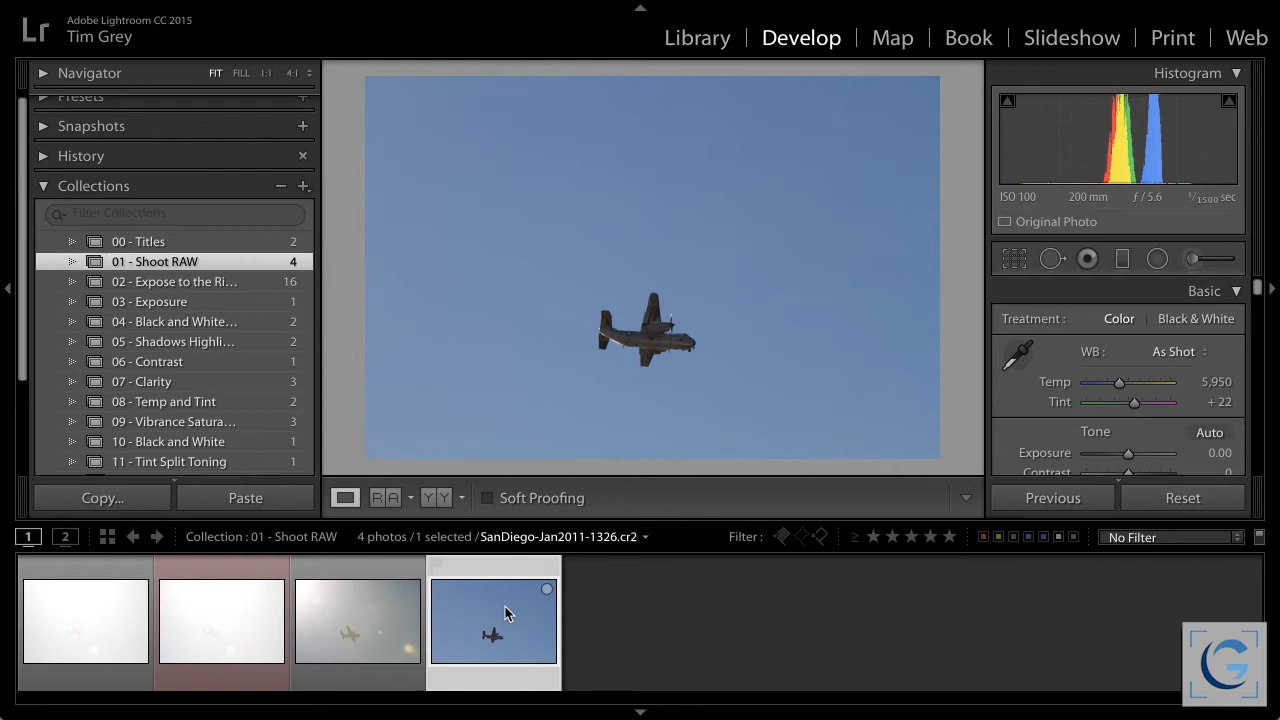 Lr
Adobe Lightroom CC 2015
Tim Grey
Library | Develop | Map | Book | Slideshow | Print | Web
Navigator FIT FILL 1:1 4:1
Presets
Snapshots
History
Collections
Filter Collections
00 - Titles 2
01 - Shoot RAW 4
02 - Expose to the Ri... 16
03 - Exposure 1
04 - Black and White... 2
05 - Shadows Highli... 2
06 - Contrast 1
07 - Clarity 3
08 - Temp and Tint 2
09 - Vibrance Satura... 3
10 - Black and White 1
11 - Tint Split Toning 1
Copy... Paste
Soft Proofing
Histogram
ISO 100 200 mm ƒ / 5.6 1/1500 sec
Original Photo
Basic
Treatment : Color | Black & White
WB : As Shot
Temp 5,950
Tint + 22
Tone Auto
Exposure 0.00
Contrast 0
Previous Reset
1 2 Collection : 01 - Shoot RAW 4 photos / 1 selected / SanDiego-Jan2011-1326.cr2 Filter : ≥ ★★★★★ No Filter
G